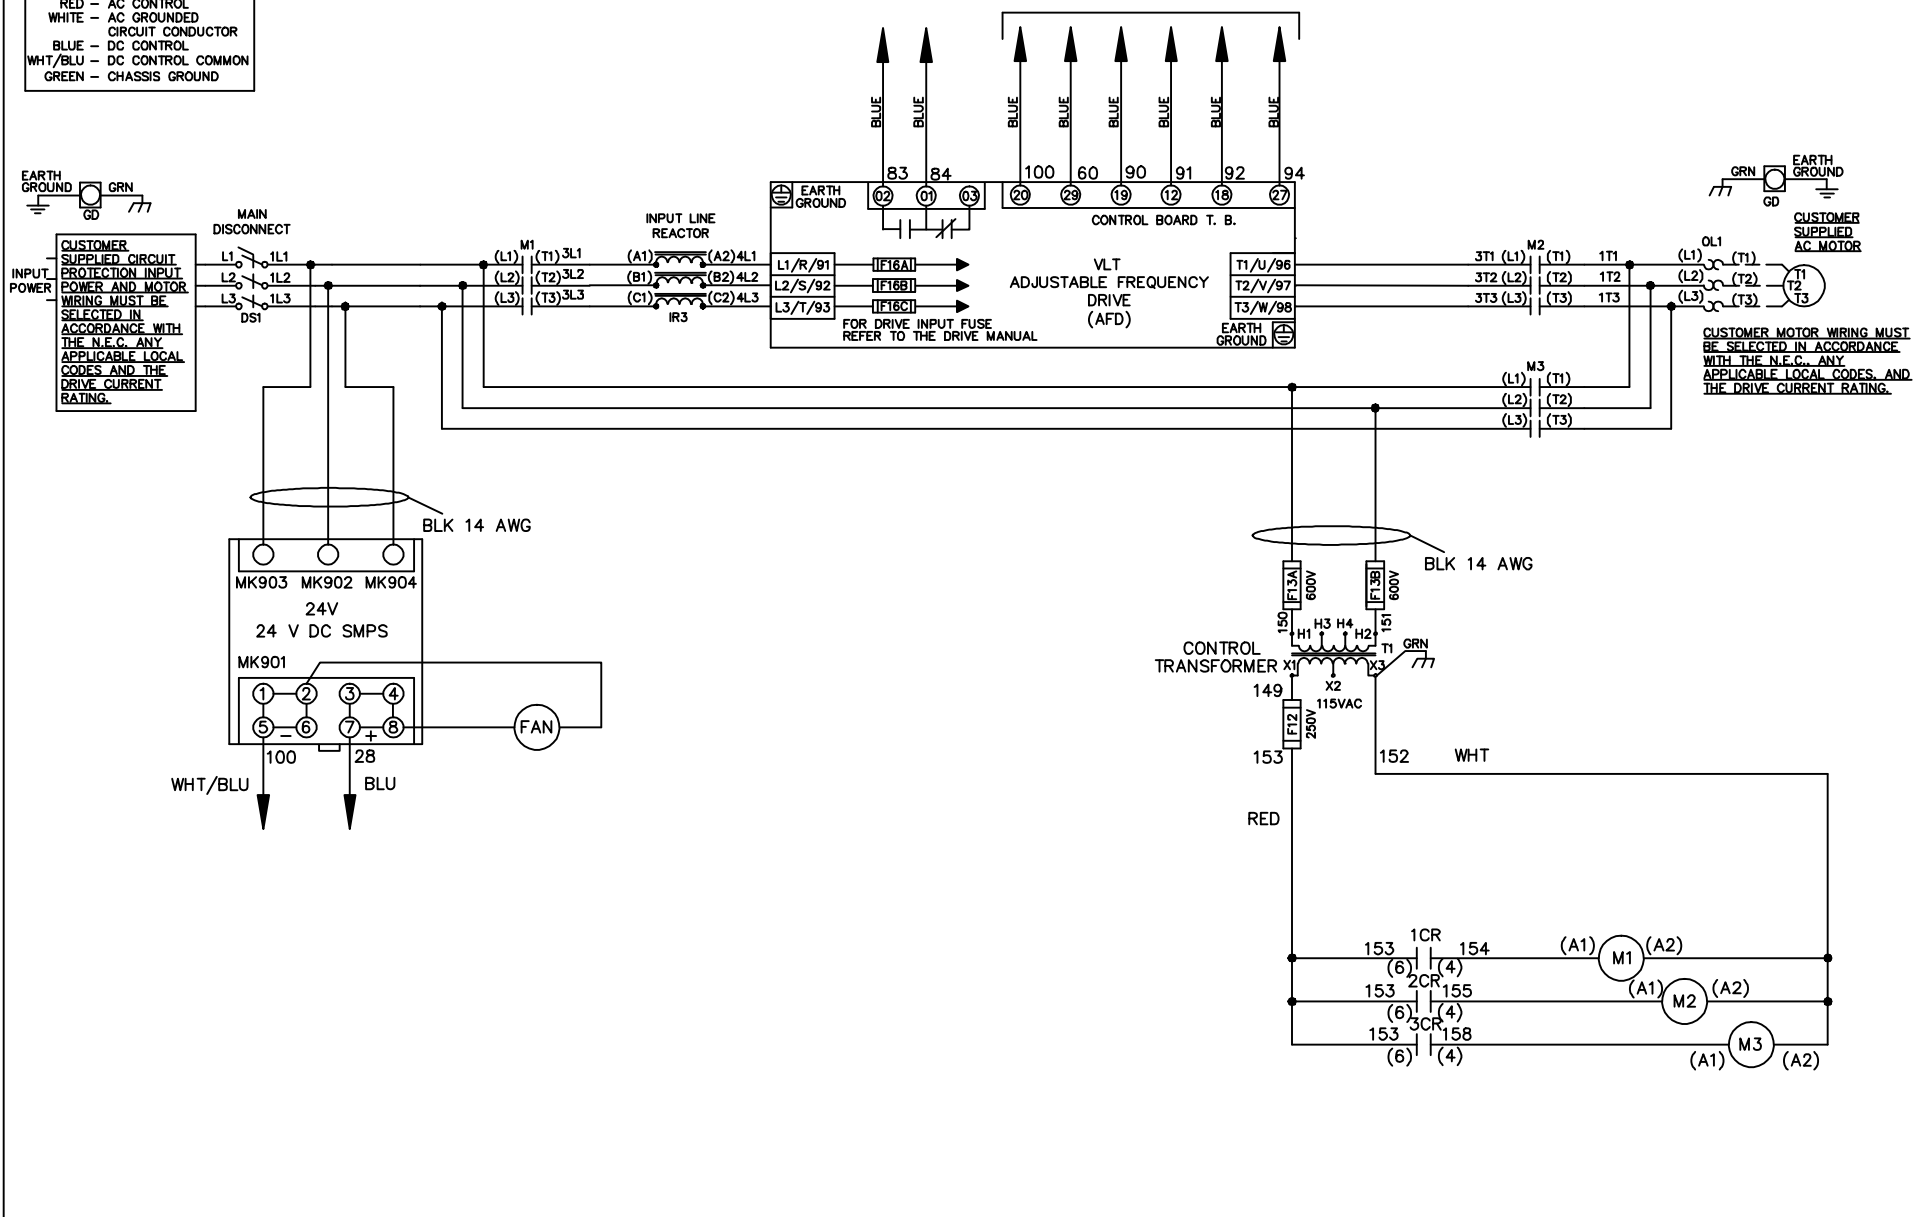 RED – AC CONTROL
WHITE – AC GROUNDED
CIRCUIT CONDUCTOR
BLUE – DC CONTROL
WHT/BLU – DC CONTROL COMMON
GREEN – CHASSIS GROUND
BLUE BLUE BLUE BLUE BLUE BLUE BLUE BLUE
83 84 100 60 90 91 92 94
02 01 03 20 29 19 12 18 27
EARTH
GROUND
CONTROL BOARD T. B.
EARTH
GROUND
GRN
GD
MAIN
DISCONNECT
INPUT LINE
REACTOR
GRN
EARTH
GROUND
GD
CUSTOMER
SUPPLIED
AC MOTOR
INPUT
POWER
CUSTOMER
SUPPLIED CIRCUIT
PROTECTION INPUT
POWER AND MOTOR
WIRING MUST BE
SELECTED IN
ACCORDANCE WITH
THE N.E.C. ANY
APPLICABLE LOCAL
CODES AND THE
DRIVE CURRENT
RATING.
L1 1L1
L2 1L2
L3 1L3
DS1
M1
(L1) (T1) 3L1
(L2) (T2) 3L2
(L3) (T3) 3L3
(A1) (A2) 4L1
(B1) (B2) 4L2
(C1) (C2) 4L3
IR3
L1/R/91 F16A
L2/S/92 F16B
L3/T/93 F16C
FOR DRIVE INPUT FUSE
REFER TO THE DRIVE MANUAL
VLT
ADJUSTABLE FREQUENCY
DRIVE
(AFD)
T1/U/96
T2/V/97
T3/W/98
EARTH
GROUND
M2
3T1 (L1) (T1) 1T1
3T2 (L2) (T2) 1T2
3T3 (L3) (T3) 1T3
OL1
(L1) (T1)
(L2) (T2)
(L3) (T3)
T1
T2
T3
CUSTOMER MOTOR WIRING MUST
BE SELECTED IN ACCORDANCE
WITH THE N.E.C., ANY
APPLICABLE LOCAL CODES, AND
THE DRIVE CURRENT RATING.
M3
(L1) (T1)
(L2) (T2)
(L3) (T3)
BLK 14 AWG
MK903 MK902 MK904
24V
24 V DC SMPS
MK901
1 2 3 4
5 – 6 7 + 8
FAN
100 28
WHT/BLU BLU
BLK 14 AWG
F13A 600V
F13B 600V
150 151
H1 H3 H4 H2
T1
GRN
CONTROL
TRANSFORMER
X1 X3
X2
115VAC
149
F12 250V
153 152 WHT
RED
1CR
153 154 (A1) M1 (A2)
(6) (4)
2CR
153 155 (A1) M2 (A2)
(6) (4)
3CR
153 158 M3
(6) (4) (A1) (A2)